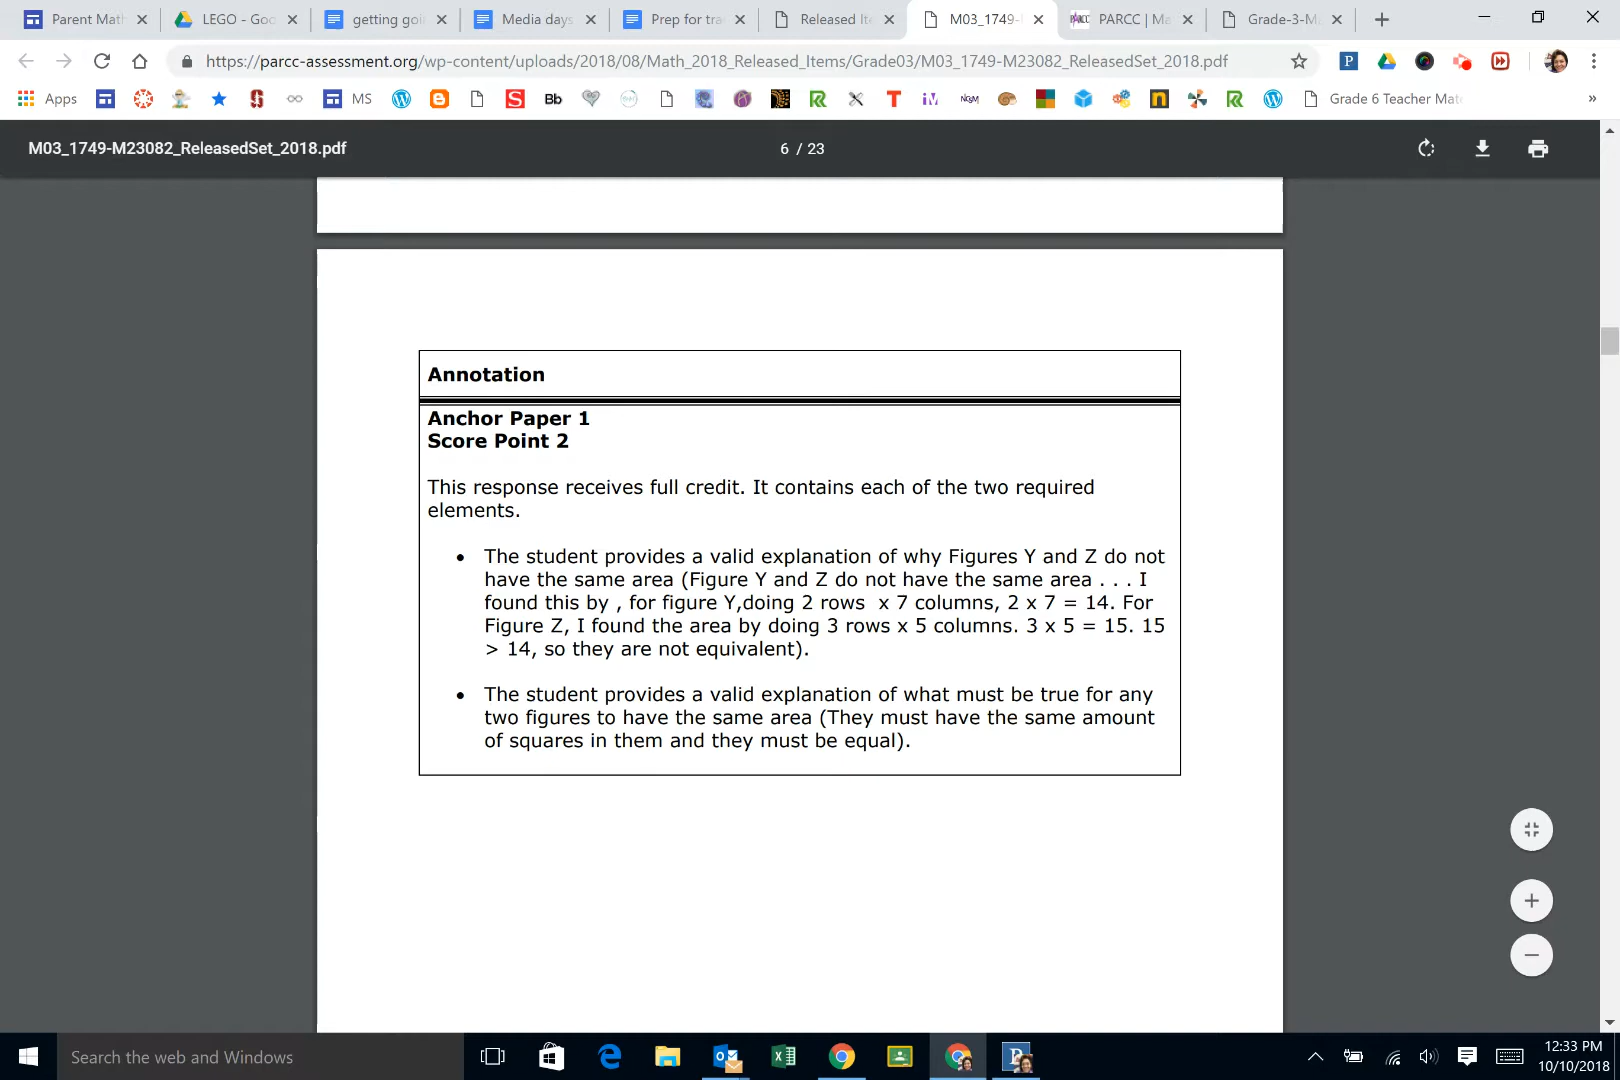 Parent Math
LEGO - Goo
getting goi
Media days
Prep for tra
Released Ite
M03_1749-
PARCC | Ma
Grade-3-M
https://parcc-assessment.org/wp-content/uploads/2018/08/Math_2018_Released_Items/Grade03/M03_1749-M23082_ReleasedSet_2018.pdf
Apps
MS
Bb
Grade 6 Teacher Mate
M03_1749-M23082_ReleasedSet_2018.pdf
6 / 23
Annotation
Anchor Paper 1
Score Point 2
This response receives full credit. It contains each of the two required
elements.
• The student provides a valid explanation of why Figures Y and Z do not
have the same area (Figure Y and Z do not have the same area . . . I
found this by , for figure Y,doing 2 rows  x 7 columns, 2 x 7 = 14. For
Figure Z, I found the area by doing 3 rows x 5 columns. 3 x 5 = 15. 15
> 14, so they are not equivalent).
• The student provides a valid explanation of what must be true for any
two figures to have the same area (They must have the same amount
of squares in them and they must be equal).
Search the web and Windows
12:33 PM
10/10/2018